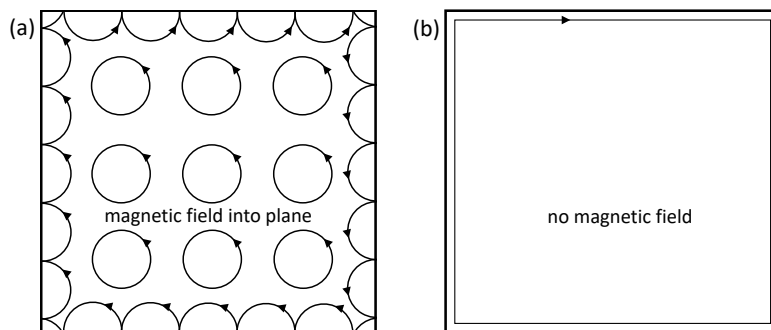 (a)
magnetic field into plane
(b)
no magnetic field